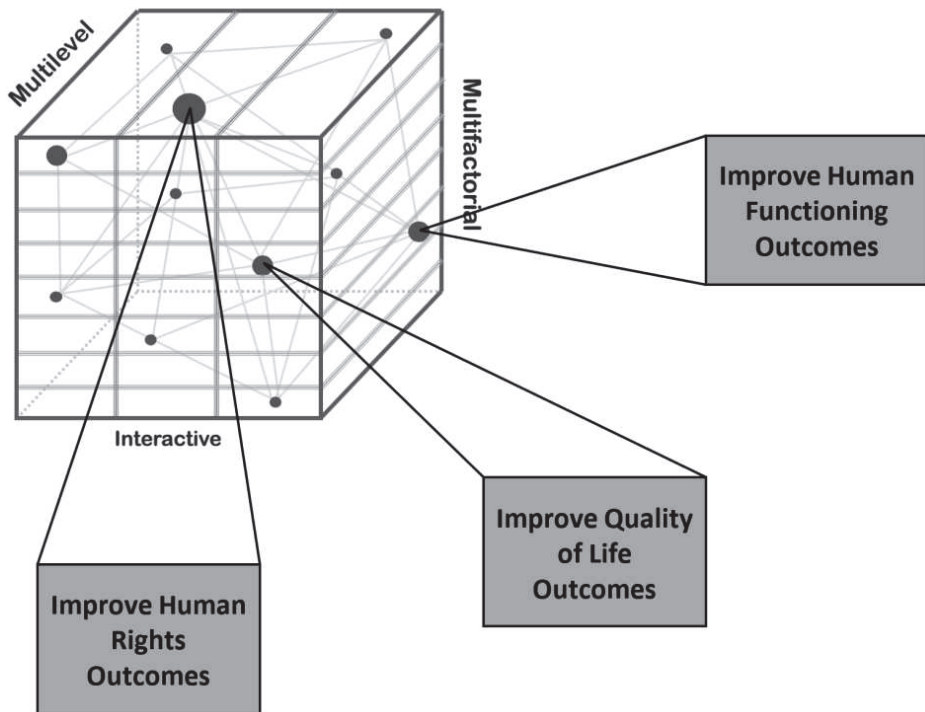 Multilevel
Multifactorial
Interactive
Improve Human
Functioning
Outcomes
Improve Quality
of Life
Outcomes
Improve Human
Rights
Outcomes